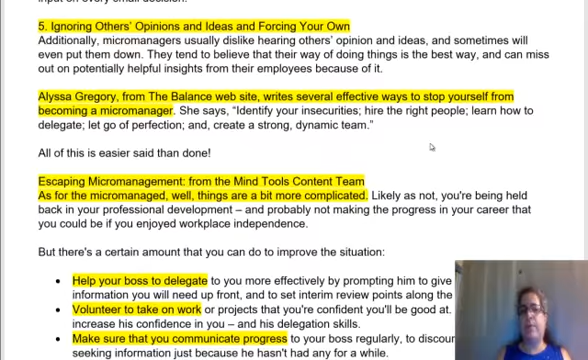 input on every small decision.
5. Ignoring Others' Opinions and Ideas and Forcing Your Own
Additionally, micromanagers usually dislike hearing others' opinion and ideas, and sometimes will
even put them down. They tend to believe that their way of doing things is the best way, and can miss
out on potentially helpful insights from their employees because of it.
Alyssa Gregory, from The Balance web site, writes several effective ways to stop yourself from
becoming a micromanager. She says, "Identify your insecurities; hire the right people; learn how to
delegate; let go of perfection; and, create a strong, dynamic team."
All of this is easier said than done!
Escaping Micromanagement: from the Mind Tools Content Team
As for the micromanaged, well, things are a bit more complicated. Likely as not, you're being held
back in your professional development – and probably not making the progress in your career that
you could be if you enjoyed workplace independence.
But there's a certain amount that you can do to improve the situation:
• Help your boss to delegate to you more effectively by prompting him to give
information you will need up front, and to set interim review points along the
• Volunteer to take on work or projects that you're confident you'll be good at.
increase his confidence in you – and his delegation skills.
• Make sure that you communicate progress to your boss regularly, to discour
seeking information just because he hasn't had any for a while.